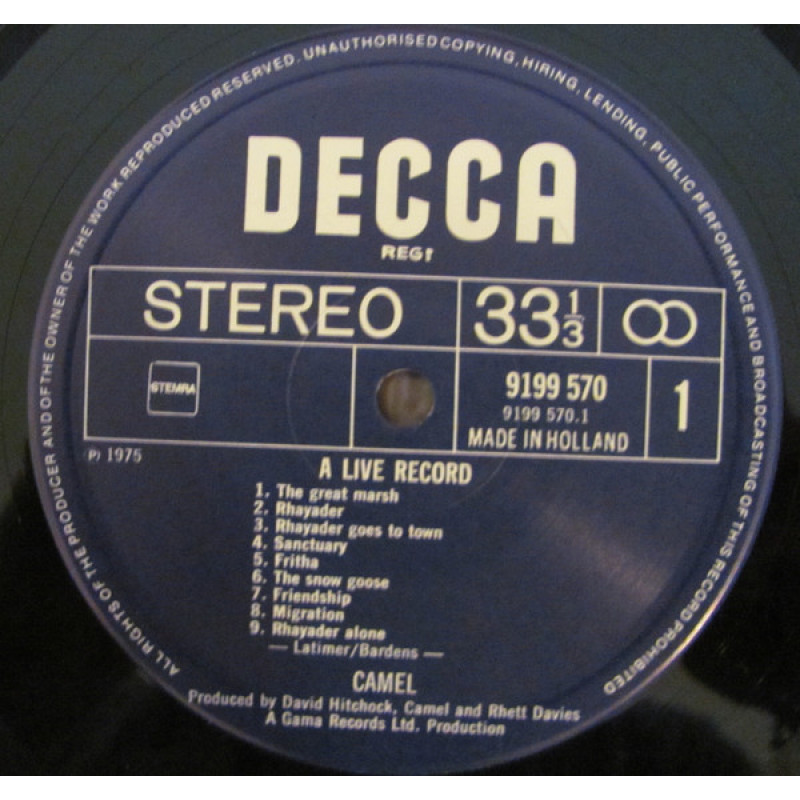 ALL RIGHTS OF THE PRODUCER AND OF THE OWNER OF THE WORK REPRODUCED RESERVED. UNAUTHORISED COPYING, HIRING, LENDING, PUBLIC PERFORMANCE AND BROADCASTING OF THIS RECORD PROHIBITED
DECCA
REGT
STEREO
33 1/3
STEMRA
9199 570
9199 570.1
MADE IN HOLLAND
1
℗ 1975
A LIVE RECORD
1. The great marsh
2. Rhayader
3. Rhayader goes to town
4. Sanctuary
5. Fritha
6. The snow goose
7. Friendship
8. Migration
9. Rhayader alone
— Latimer/Bardens —
CAMEL
Produced by David Hitchock, Camel and Rhett Davies
A Gama Records Ltd. Production